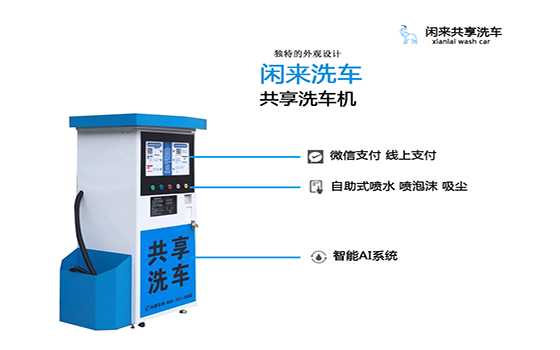 闲来共享洗车
xianlai wash car
独特的外观设计
闲来洗车
共享洗车机
微信支付 线上支付
自助式喷水 喷泡沫 吸尘
智能AI系统
共享
洗车